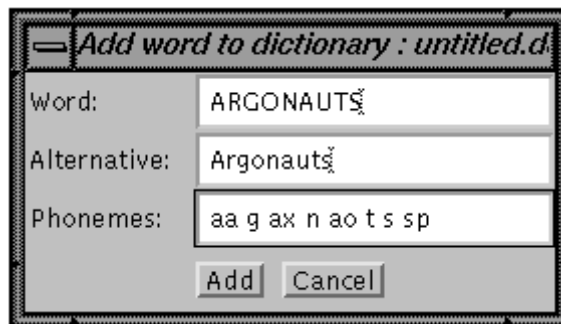 Add word to dictionary : untitled.d
Word: ARGONAUTS
Alternative: Argonauts
Phonemes: aa g ax n ao t s sp
Add Cancel